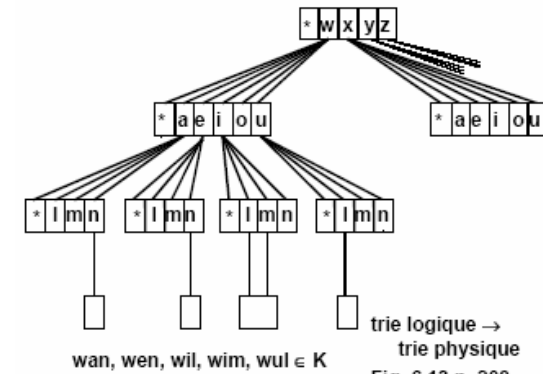 * w x y z
* a e i o u
* a e i o u
* l m n
* l m n
* l m n
* l m n
trie logique →
trie physique
wan, wen, wil, wim, wul ∈ K